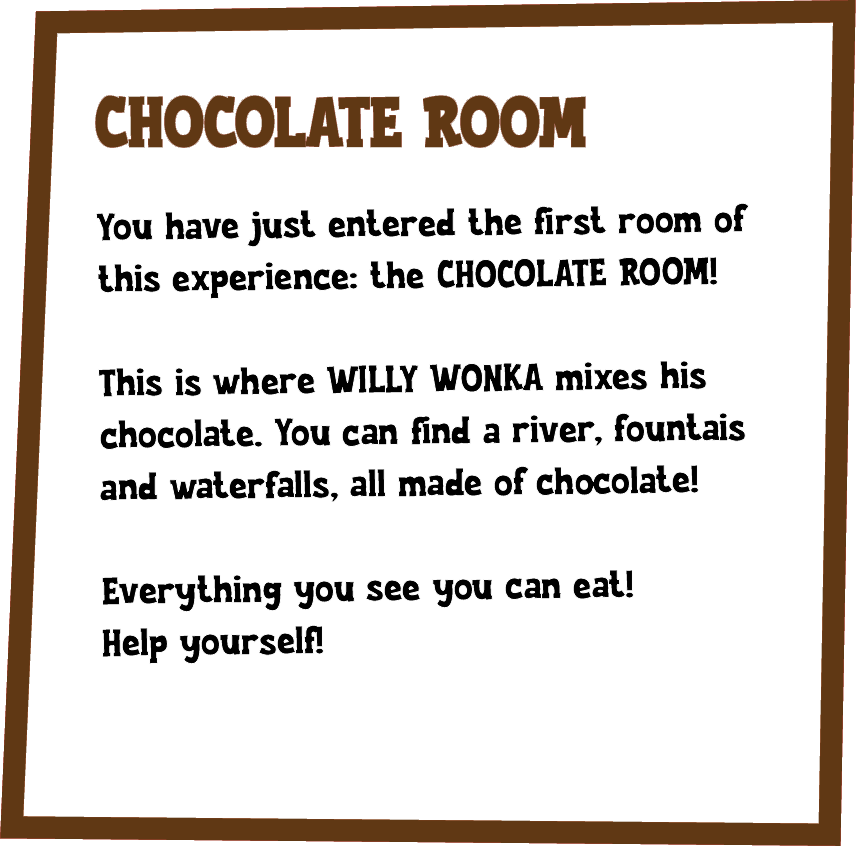 CHOCOLATE ROOM
You have just entered the first room of
this experience: the CHOCOLATE ROOM!
This is where WILLY WONKA mixes his
chocolate. You can find a river, fountais
and waterfalls, all made of chocolate!
Everything you see you can eat!
Help yourself!